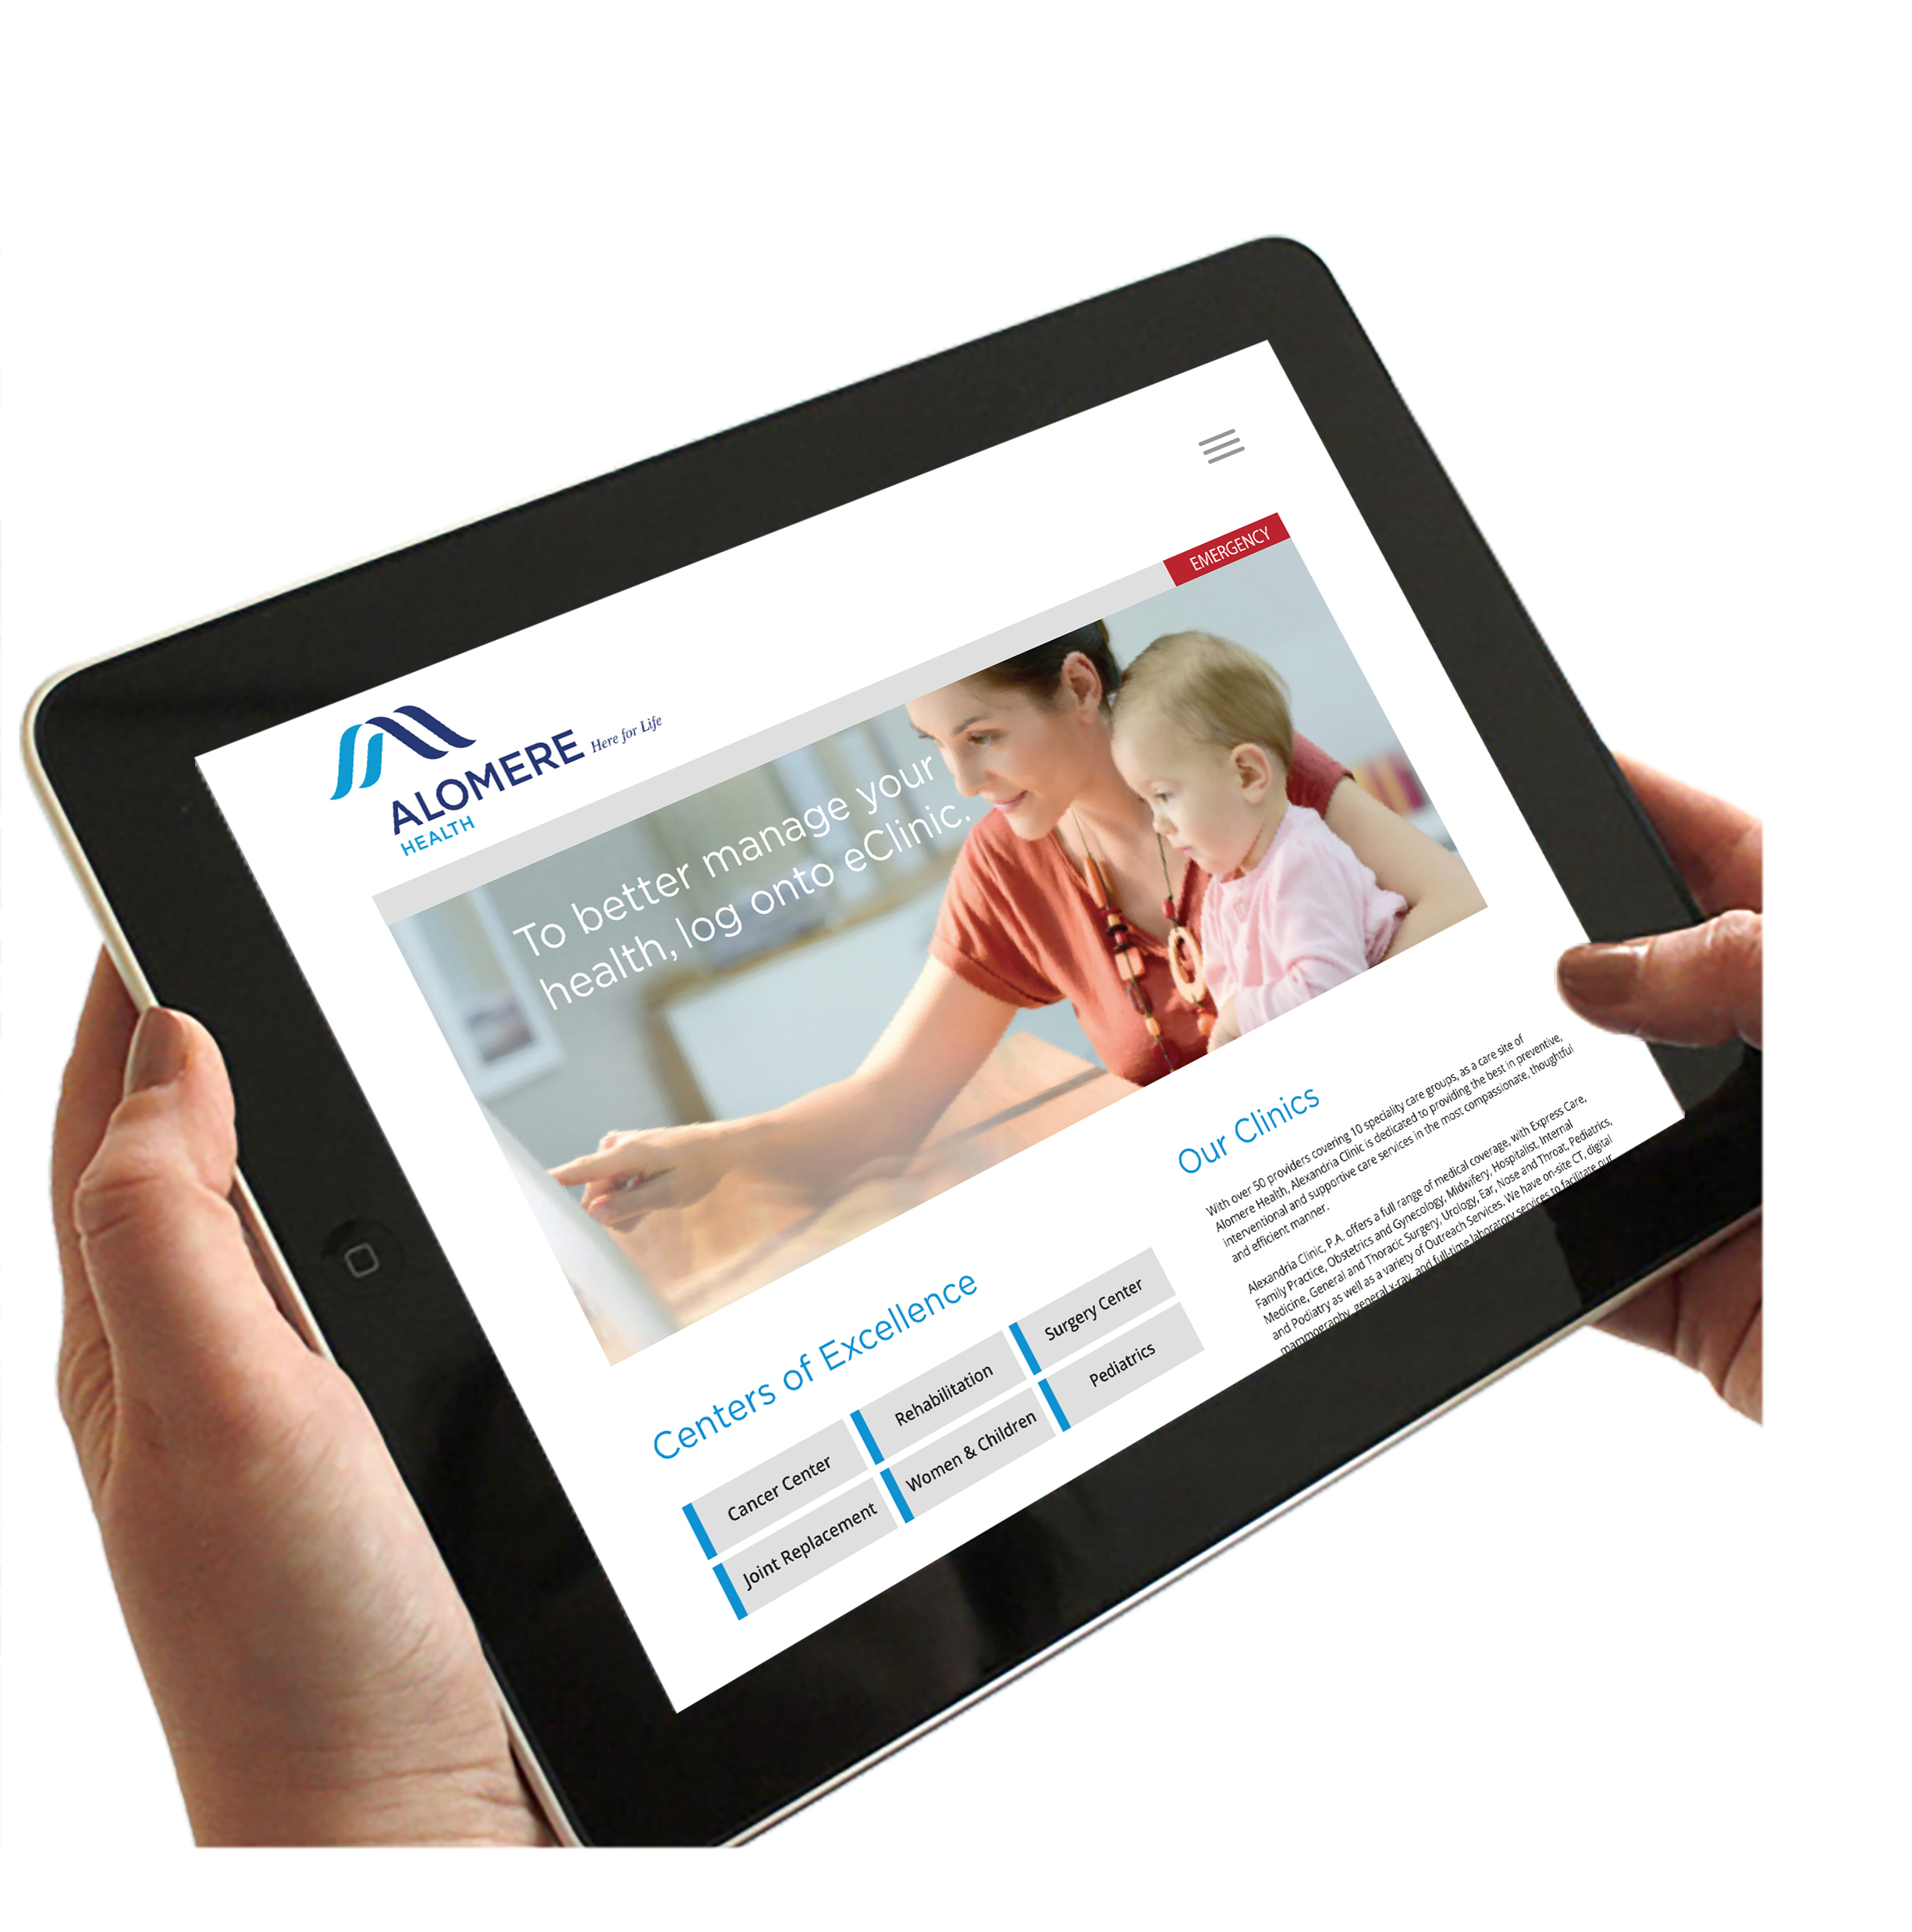 ALOMERE Here for Life
HEALTH
EMERGENCY
To better manage your
health, log onto eClinic.
Centers of Excellence
Cancer Center
Rehabilitation
Surgery Center
Joint Replacement
Women & Children
Pediatrics
Our Clinics
With over 50 providers covering 10 speciality care groups, as a care site of
Alomere Health, Alexandria Clinic is dedicated to providing the best in preventive,
interventional and supportive care services in the most compassionate, thoughtful
and efficient manner.
Alexandria Clinic, P.A. offers a full range of medical coverage, with Express Care,
Family Practice, Obstetrics and Gynecology, Midwifery, Hospitalist, Internal
Medicine, General and Thoracic Surgery, Urology, Ear, Nose and Throat, Pediatrics,
and Podiatry as well as a variety of Outreach Services. We have on-site CT, digital
mammography, general x-ray, and full-time laboratory services to facilitate our